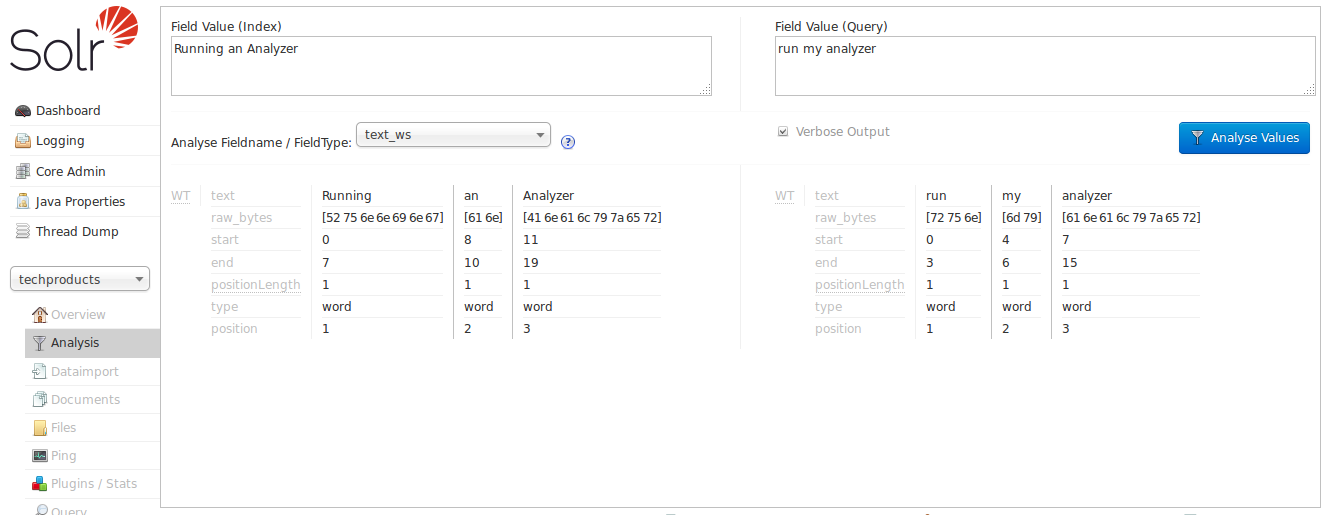 Solr
Dashboard
Logging
Core Admin
Java Properties
Thread Dump
techproducts
Overview
Analysis
Dataimport
Documents
Files
Ping
Plugins / Stats
Query
Field Value (Index)
Running an Analyzer
Field Value (Query)
run my analyzer
Analyse Fieldname / FieldType: text_ws ?
Verbose Output
Analyse Values
WT text Running an Analyzer
raw_bytes [52 75 6e 6e 69 6e 67] [61 6e] [41 6e 61 6c 79 7a 65 72]
start 0 8 11
end 7 10 19
positionLength 1 1 1
type word word word
position 1 2 3
WT text run my analyzer
raw_bytes [72 75 6e] [6d 79] [61 6e 61 6c 79 7a 65 72]
start 0 4 7
end 3 6 15
positionLength 1 1 1
type word word word
position 1 2 3